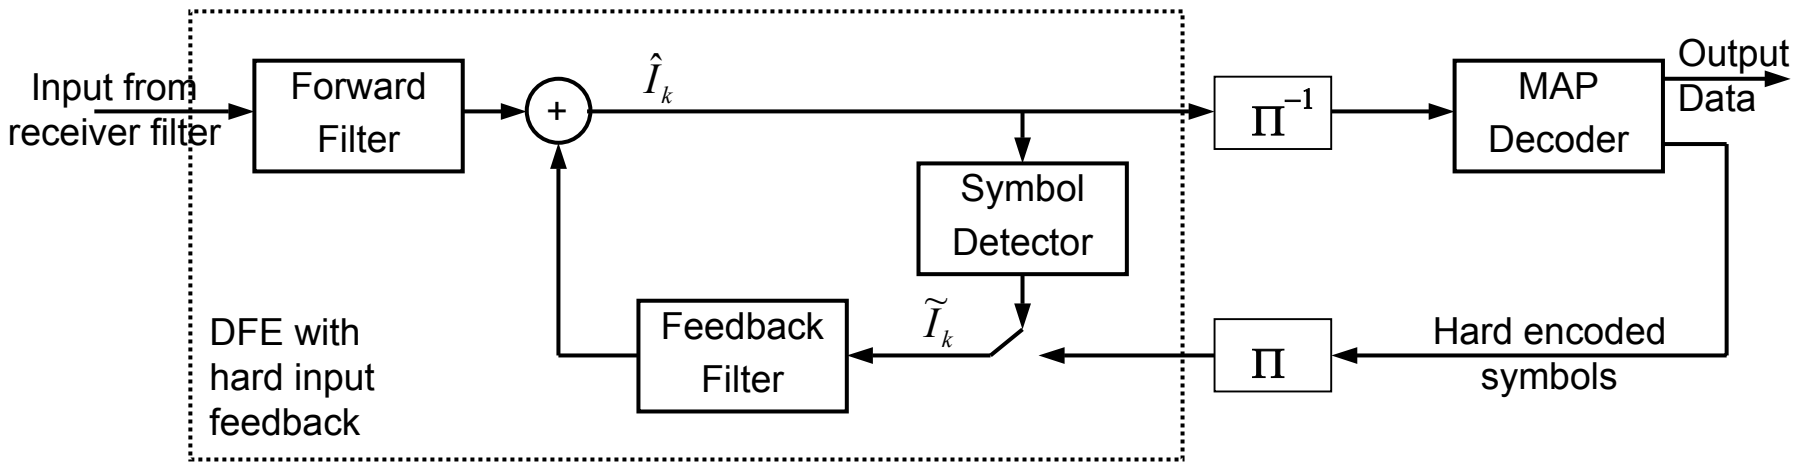 Input from
receiver filter
Forward
Filter
+
Î_k
Π⁻¹
MAP
Decoder
Output
Data
Symbol
Detector
Ĩ_k
Feedback
Filter
DFE with
hard input
feedback
Π
Hard encoded
symbols